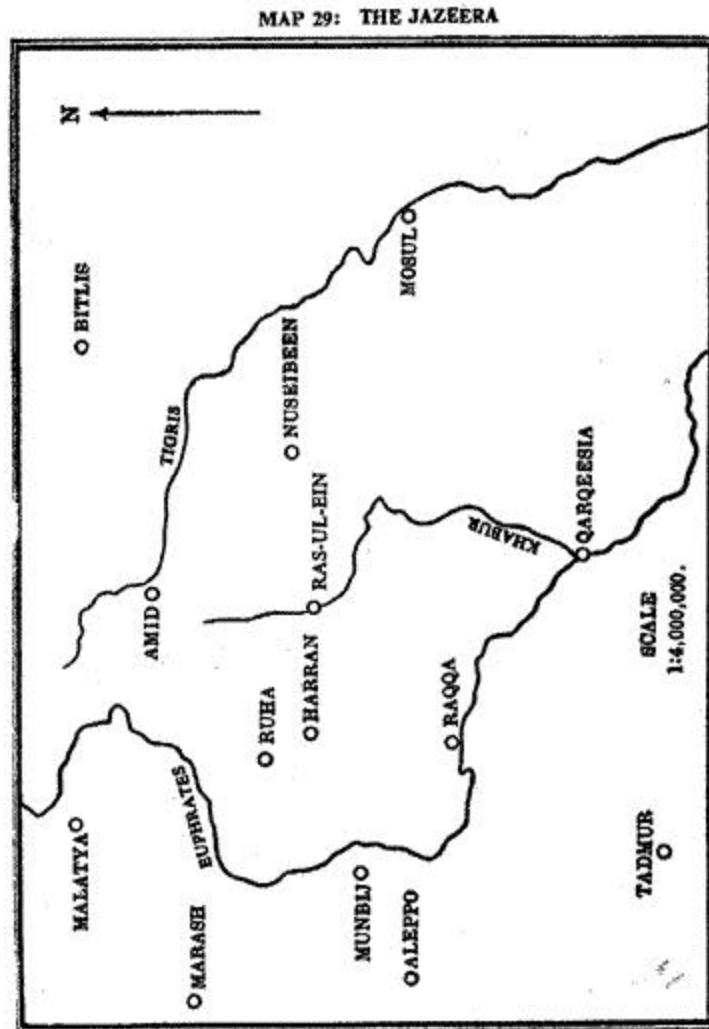 MAP 29: THE JAZEERA
N
BITLIS
TIGRIS
NUSEIBEEN
MOSUL
AMID
RAS-UL-EIN
KHABUR
QARQEESIA
MALATYA
EUPHRATES
RUHA
HARRAN
RAQQA
MARASH
MUNBIJ
ALEPPO
TADMUR
SCALE
1:4,000,000.